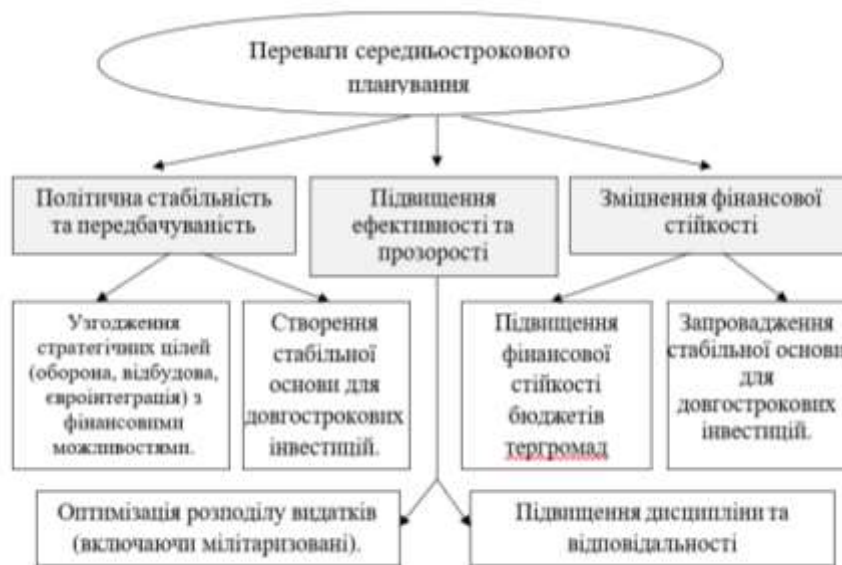 Переваги середньострокового
планування
Політична стабільність
та передбачуваність
Підвищення
ефективності та
прозорості
Зміцнення фінансової
стійкості
Узгодження
стратегічних цілей
(оборона, відбудова,
євроінтеграція) з
фінансовими
можливостями.
Створення
стабільної
основи для
довгострокових
інвестицій.
Підвищення
фінансової
стійкості
бюджетів
тергромад
Запровадження
стабільної основи
для
довгострокових
інвестицій.
Оптимізація розподілу видатків
(включаючи мілітаризовані).
Підвищення дисципліни та
відповідальності